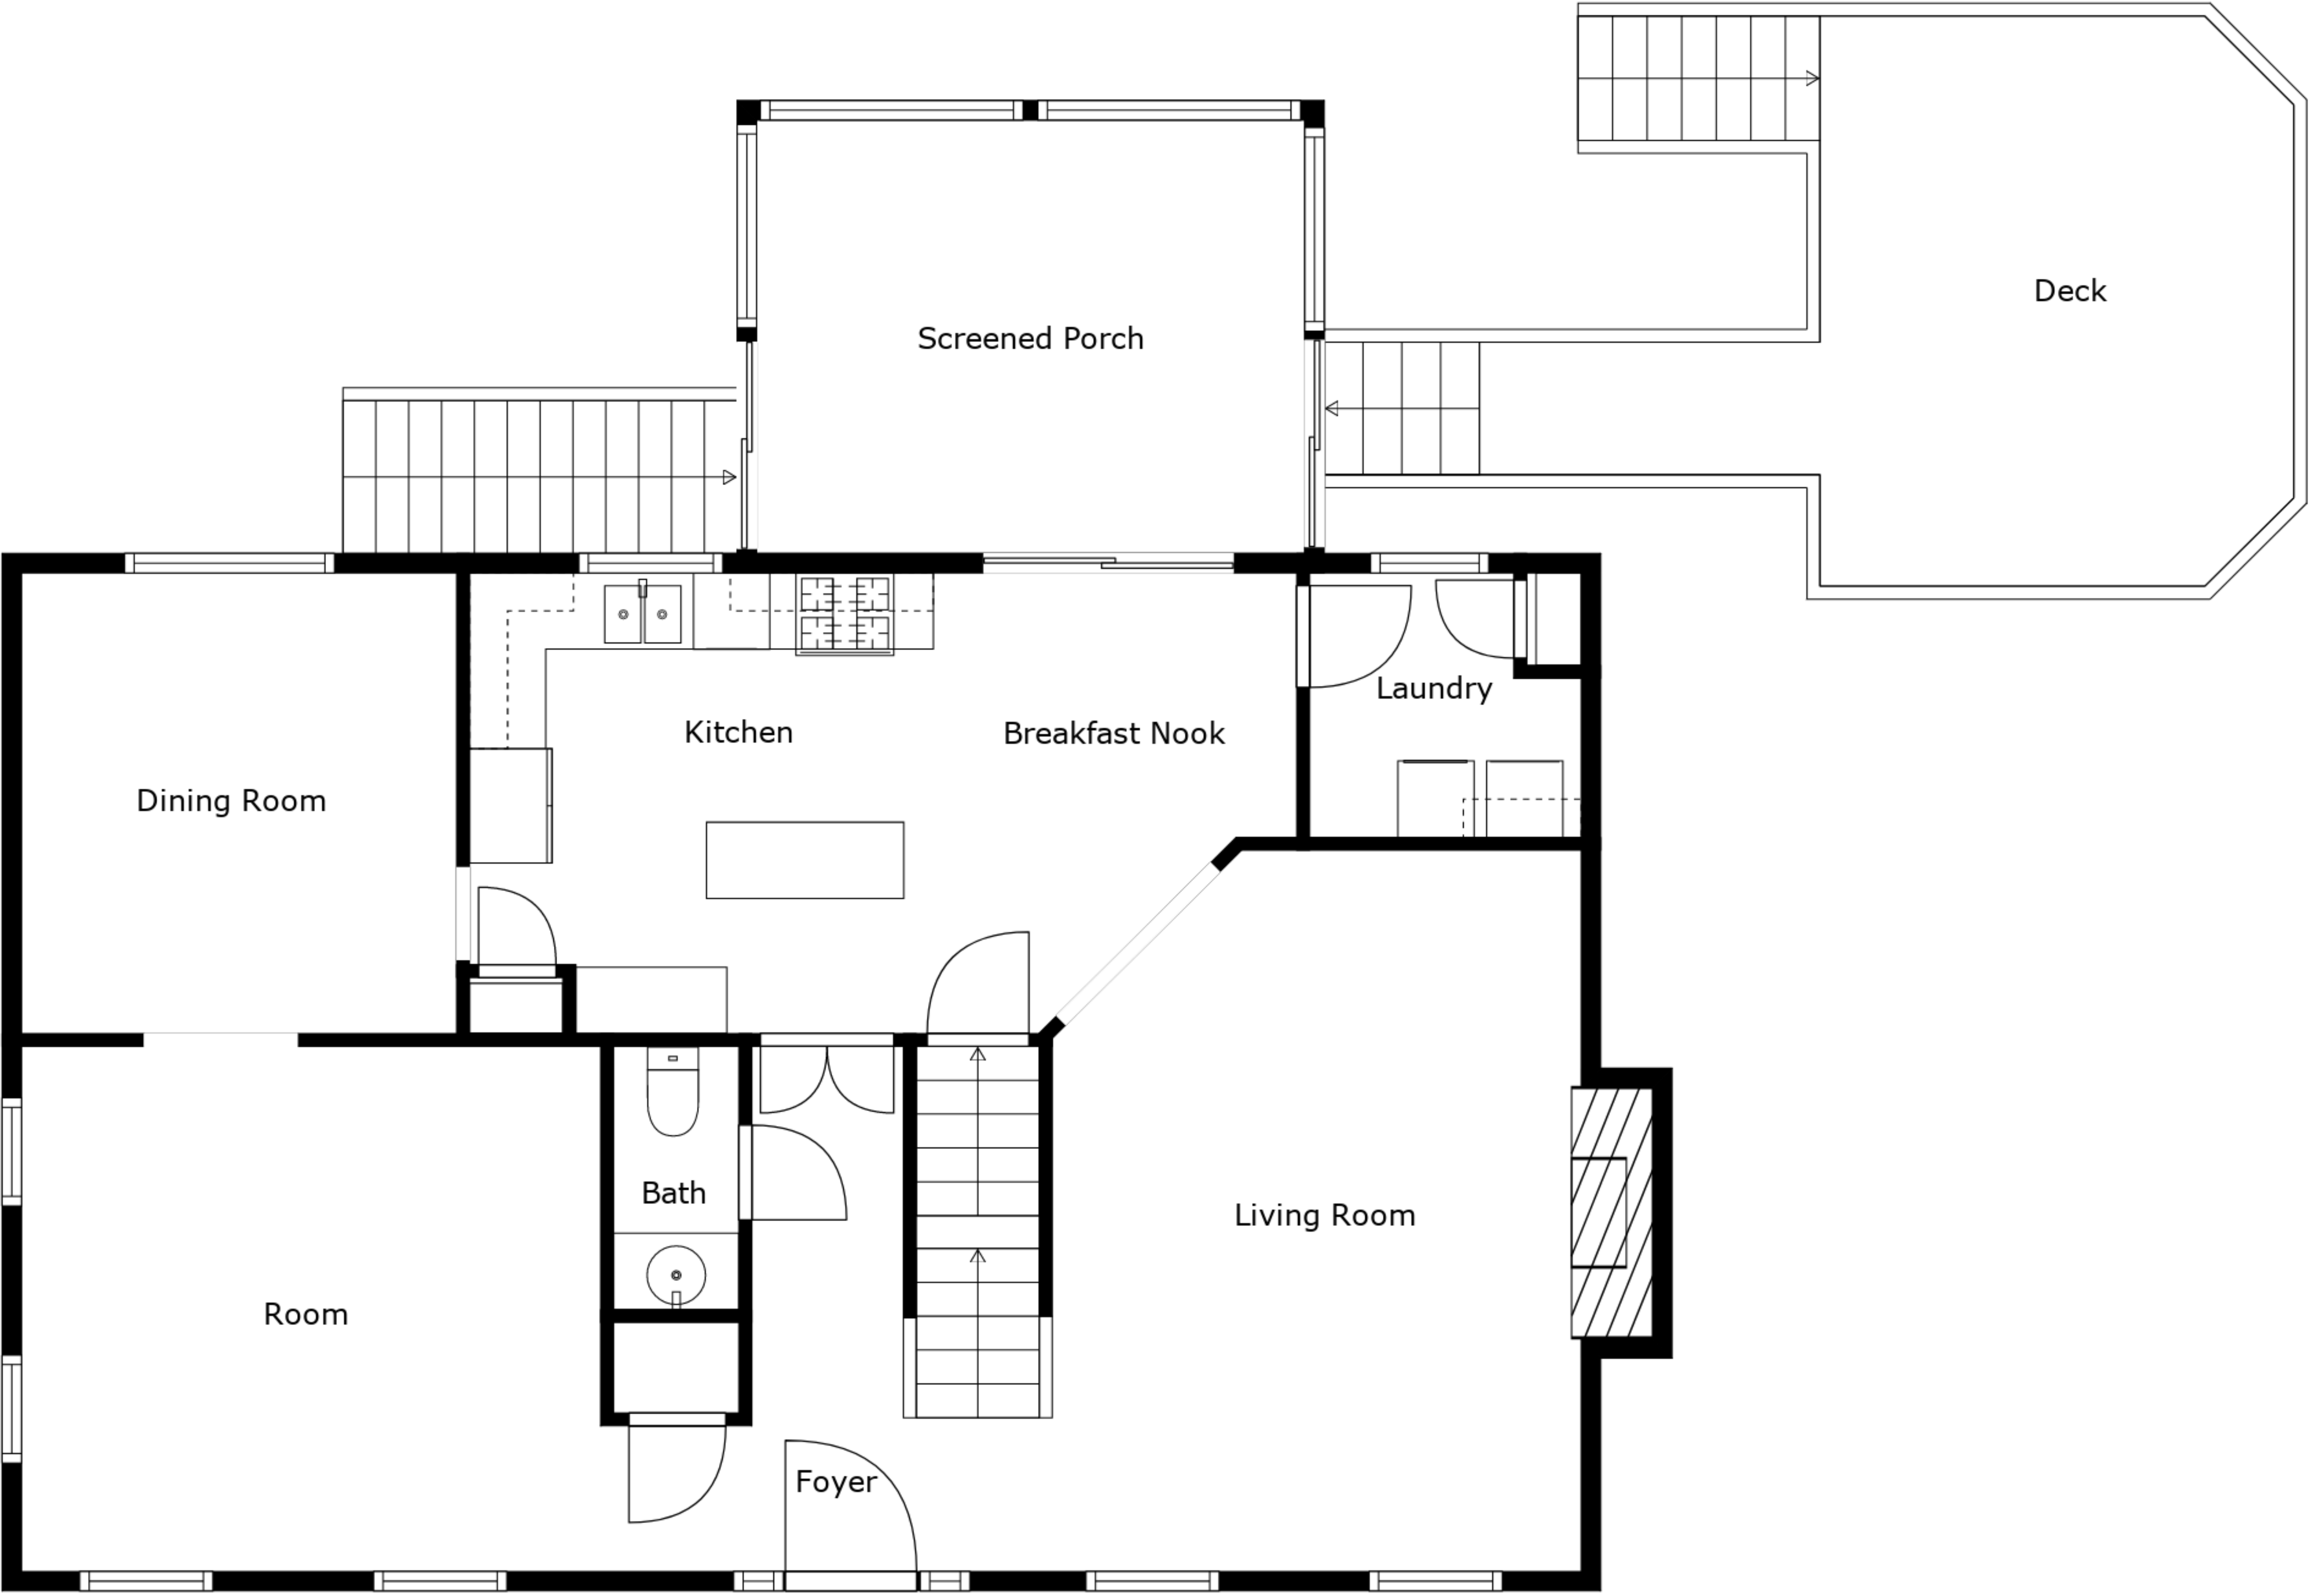 Deck
Screened Porch
Laundry
Kitchen
Breakfast Nook
Dining Room
Bath
Living Room
Room
Foyer